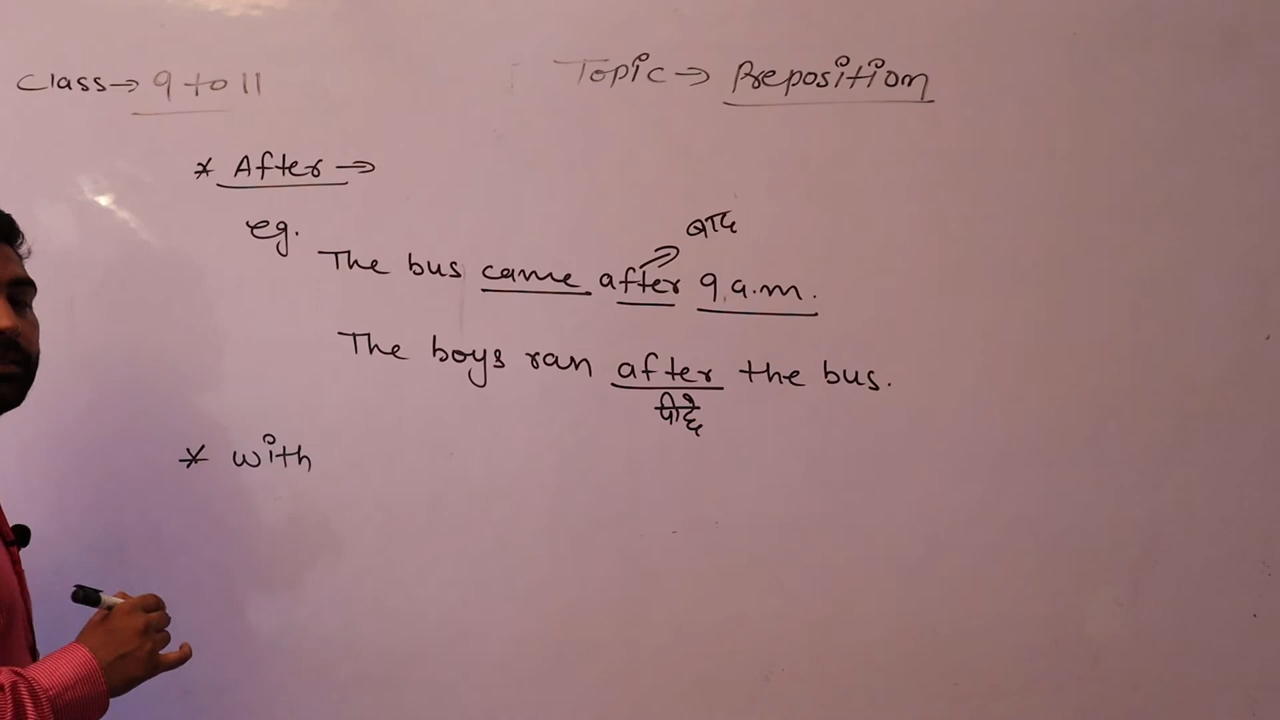 Class→ 9 to 11
Topic→ Preposition
* After →
eg.
बाद
The bus came after 9 a.m.
The boys ran after the bus.
पीछे
* with